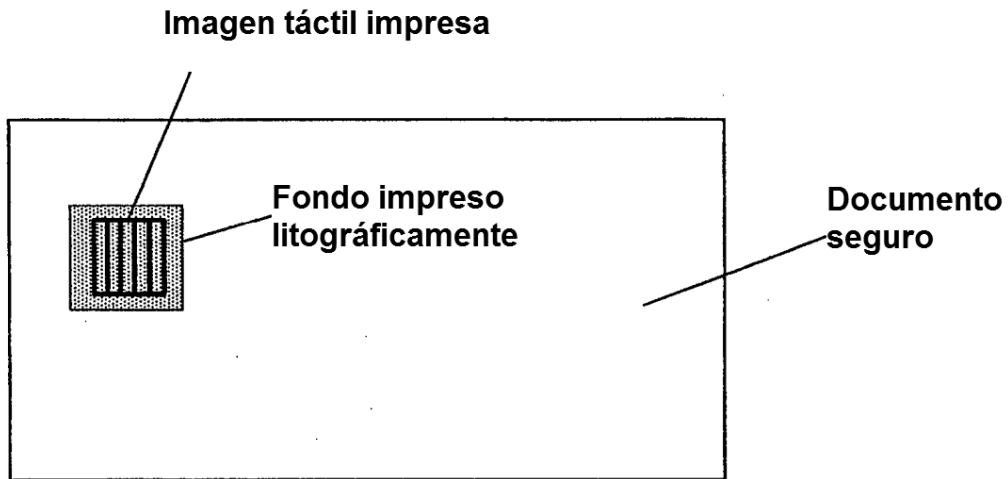 Imagen táctil impresa
Fondo impreso
litográficamente
Documento
seguro